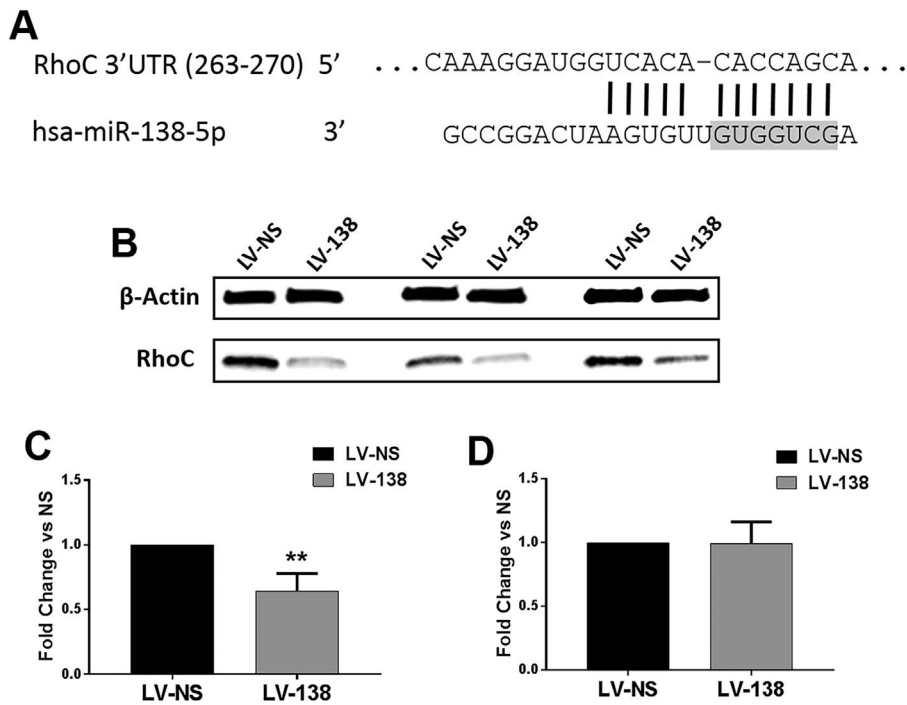 A
RhoC 3’UTR (263-270) 5’ ...CAAAGGAUGGUCACA-CACCAGCA...
hsa-miR-138-5p 3’ GCCGGACUAAGUGUUGUGGUCGA
B
LV-NS LV-138 LV-NS LV-138 LV-NS LV-138
β-Actin
RhoC
C
LV-NS
LV-138
Fold Change vs NS
1.5
1.0
0.5
0.0
**
LV-NS LV-138
D
LV-NS
LV-138
Fold Change vs NS
1.5
1.0
0.5
0.0
LV-NS LV-138